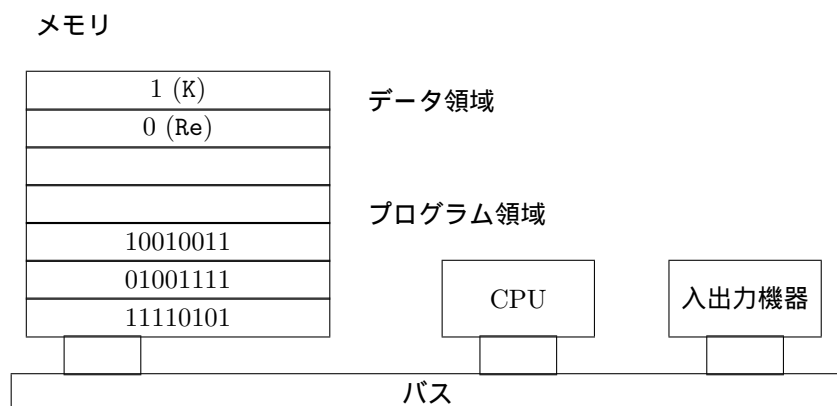 メモリ
1 (K)
データ領域
0 (Re)
プログラム領域
10010011
01001111
11110101
CPU
入出力機器
バス